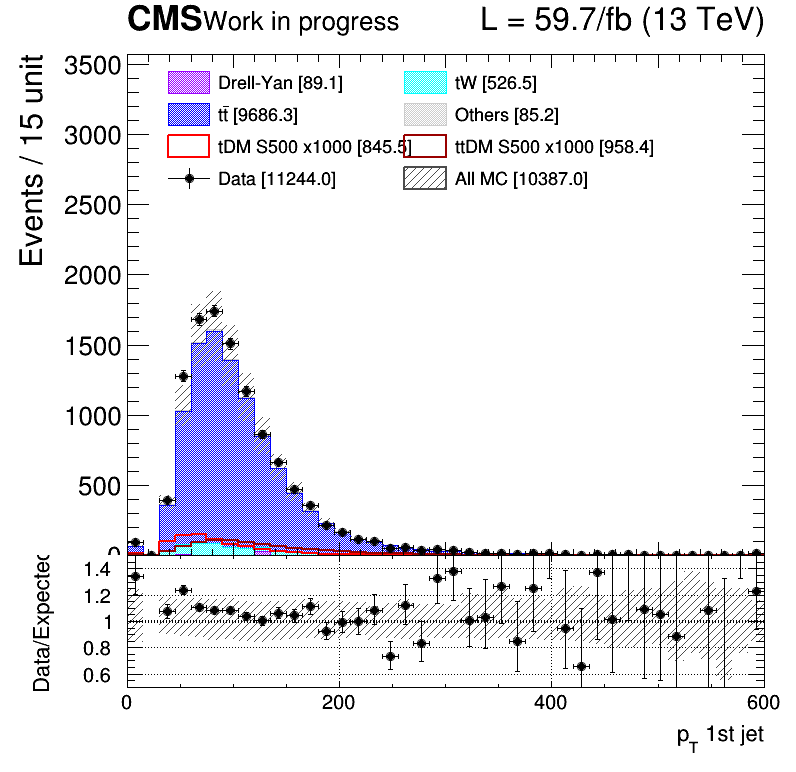 CMS Work in progress L = 59.7/fb (13 TeV)
Events / 15 unit
3500
3000
2500
2000
1500
1000
500
0
Drell-Yan [89.1] tW [526.5]
tt̄ [9686.3] Others [85.2]
tDM S500 x1000 [845.5] ttDM S500 x1000 [958.4]
Data [11244.0] All MC [10387.0]
Data/Expected
1.4
1.2
1
0.8
0.6
0 200 400 600
p_T 1st jet